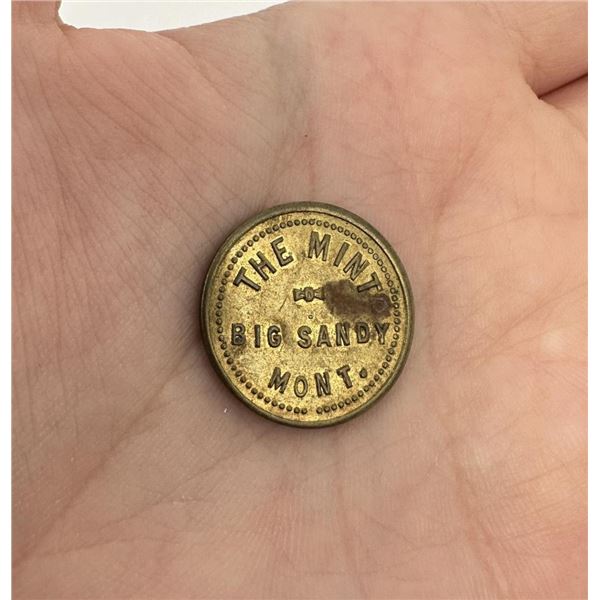 THE MINT
BIG SANDY
MONT.